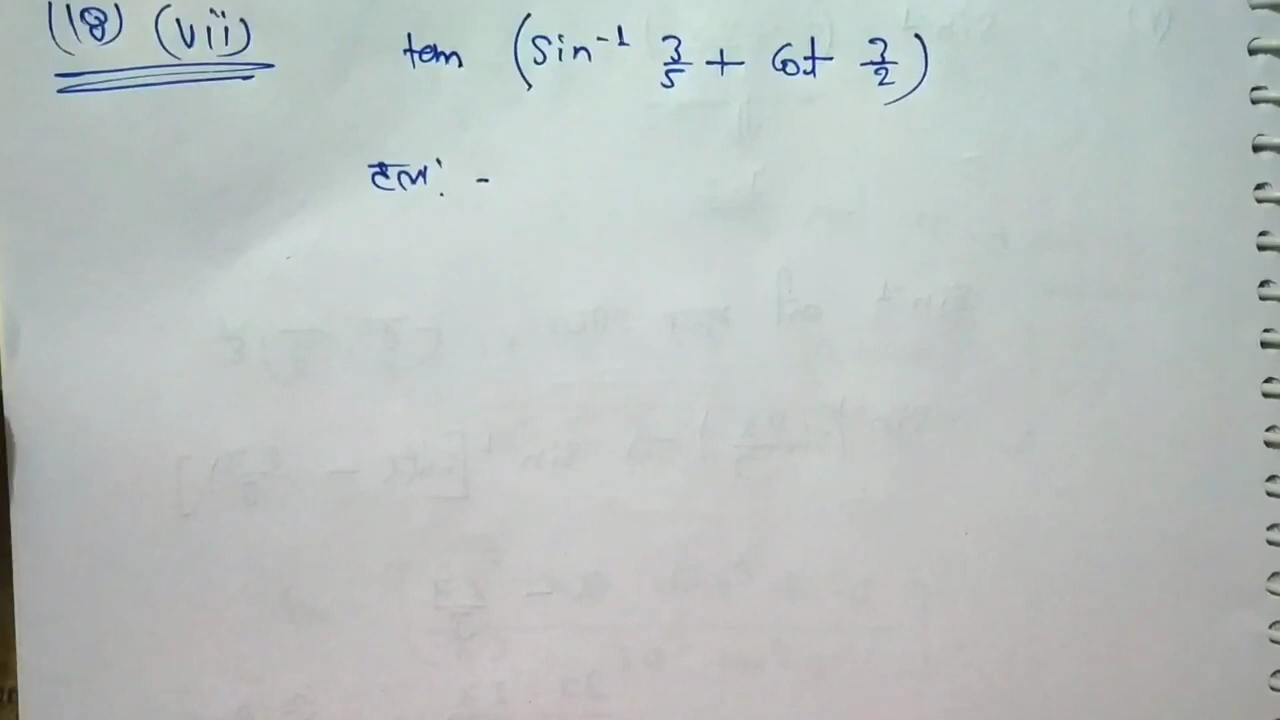 (18) (vii) tan (Sin⁻¹ 3/5 + Cot 3/2)
हलः -